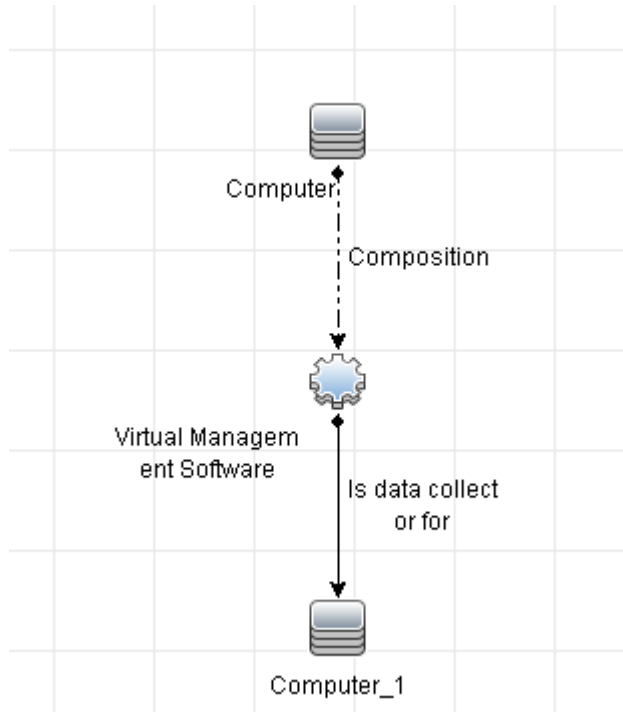 Computer
Composition
Virtual Managem
ent Software
Is data collect
or for
Computer_1